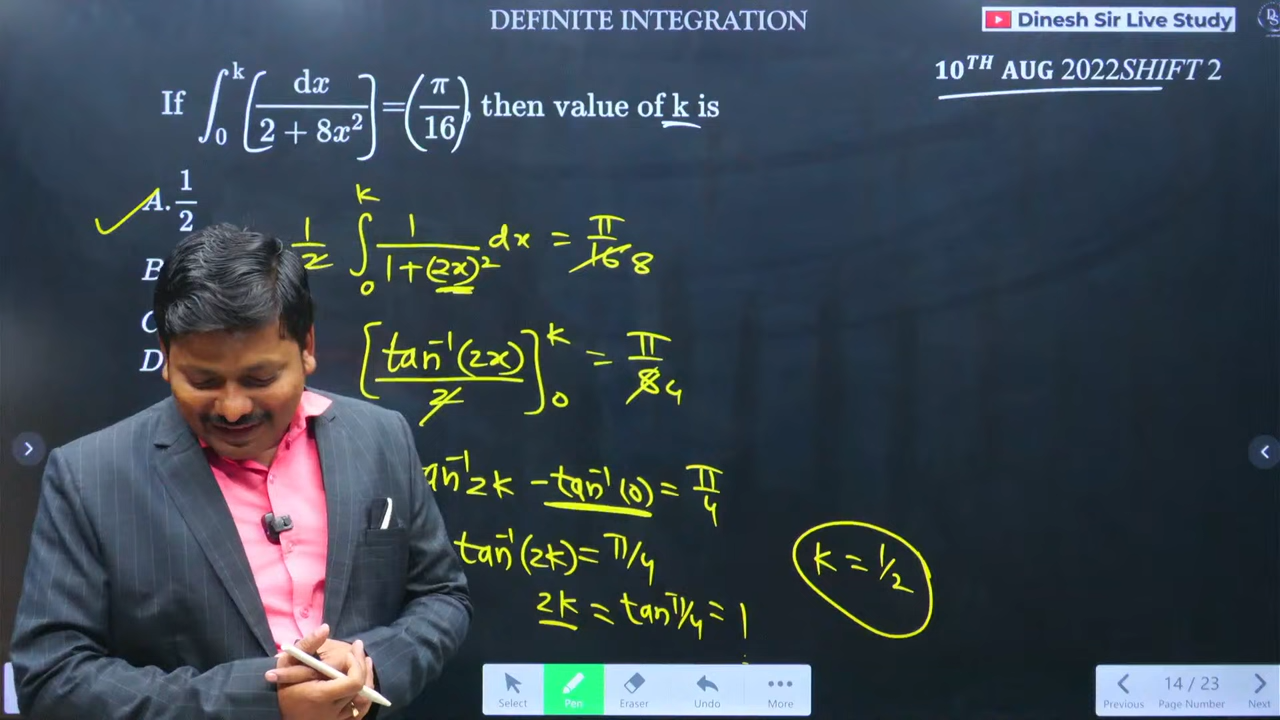 DEFINITE INTEGRATION
Dinesh Sir Live Study
10TH AUG 2022SHIFT 2
If ∫₀ᵏ [dx / (2 + 8x²)] = (π/16), then value of k is
A. 1/2
B
C
D
1/2 ∫₀ᴷ 1/(1+(2x)²) dx = π/16 8
[tan⁻¹(2x)/2]₀ᴷ = π/8 4
an⁻¹2k - tan⁻¹(0) = π/4
tan⁻¹(2k) = π/4
2k = tan π/4 = 1
k = 1/2
Select
Pen
Eraser
Undo
More
Previous
14 / 23
Page Number
Next